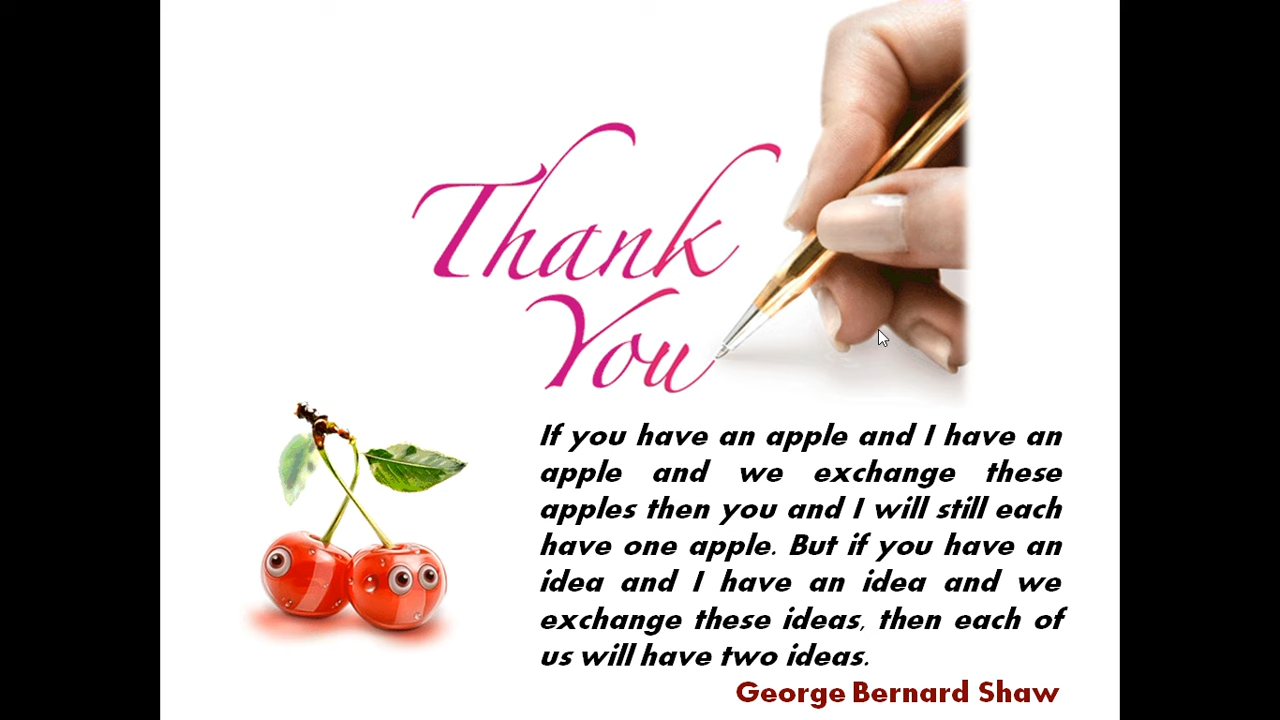 Thank
You
If you have an apple and I have an
apple and we exchange these
apples then you and I will still each
have one apple. But if you have an
idea and I have an idea and we
exchange these ideas, then each of
us will have two ideas.
George Bernard Shaw